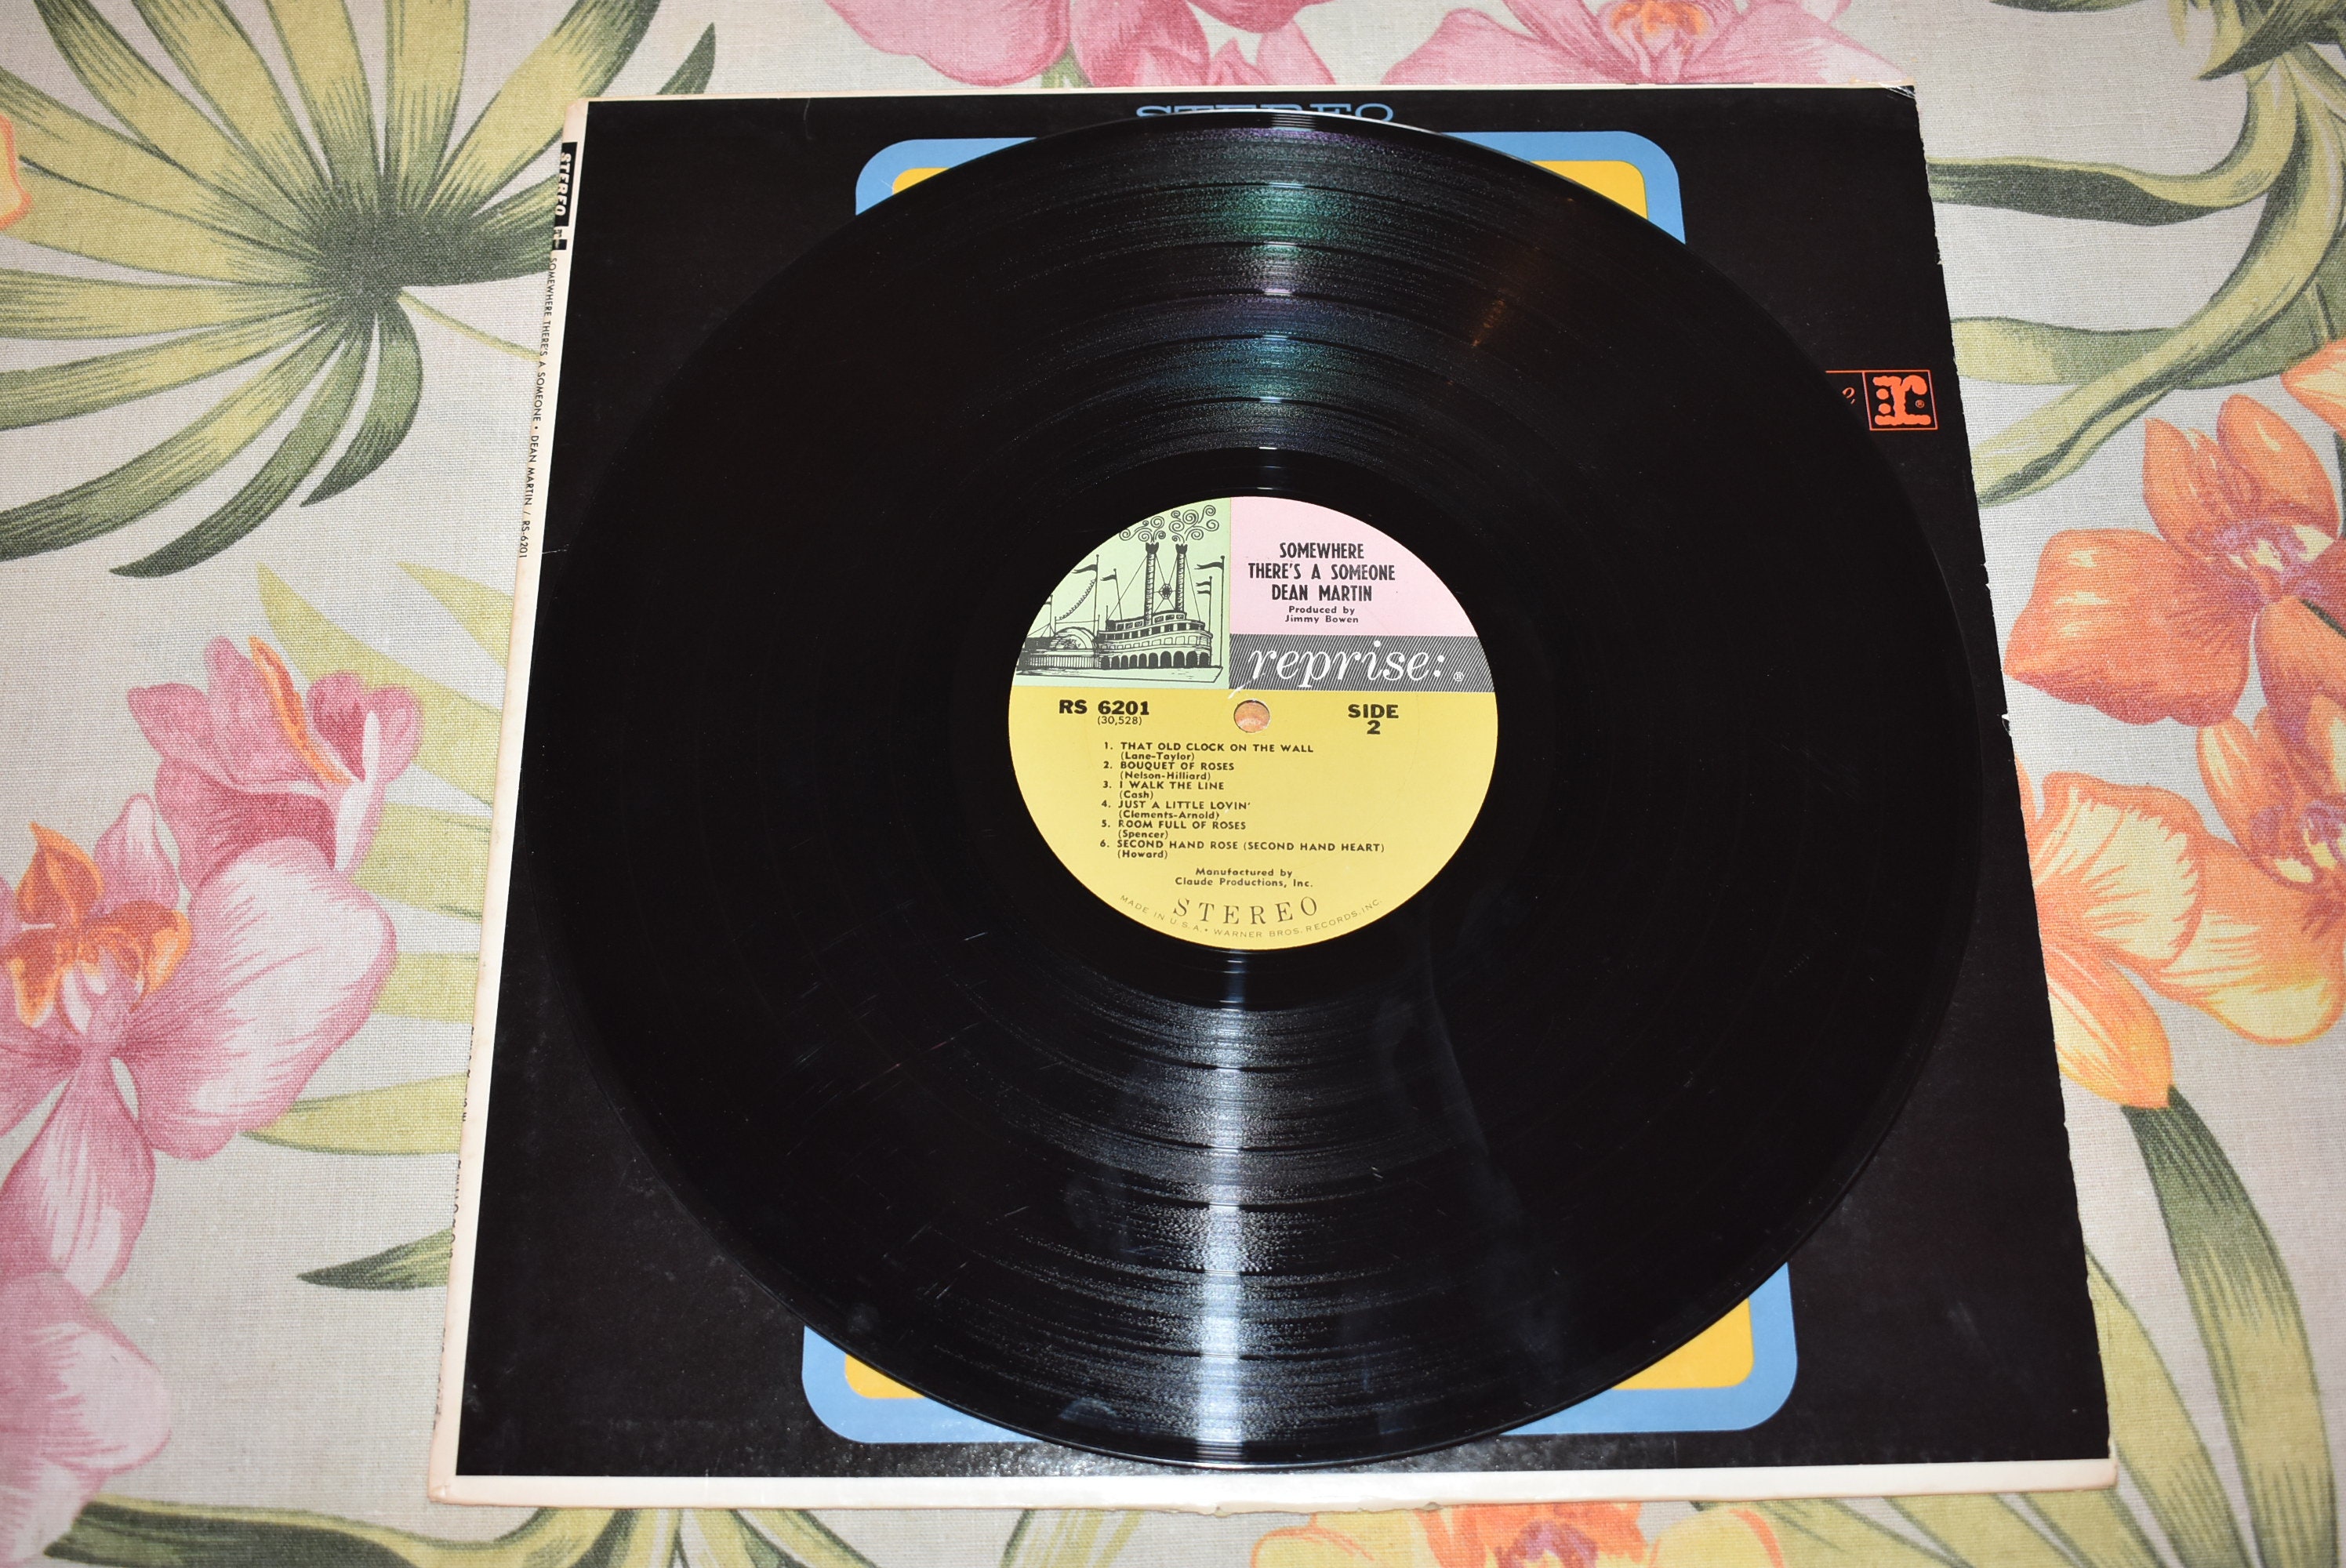 STEREO
STEREO
SOMEWHERE THERE'S A SOMEONE • DEAN MARTIN / RS-6201
r®
SOMEWHERE
THERE'S A SOMEONE
DEAN MARTIN
Produced by
Jimmy Bowen
reprise:®
RS 6201
(30,528)
SIDE
2
1. THAT OLD CLOCK ON THE WALL
(Lane-Taylor)
2. BOUQUET OF ROSES
(Nelson-Hilliard)
3. I WALK THE LINE
(Cash)
4. JUST A LITTLE LOVIN'
(Clements-Arnold)
5. ROOM FULL OF ROSES
(Spencer)
6. SECOND HAND ROSE (SECOND HAND HEART)
(Howard)
Manufactured by
Claude Productions, Inc.
STEREO
MADE IN U.S.A. • WARNER BROS. RECORDS, INC.